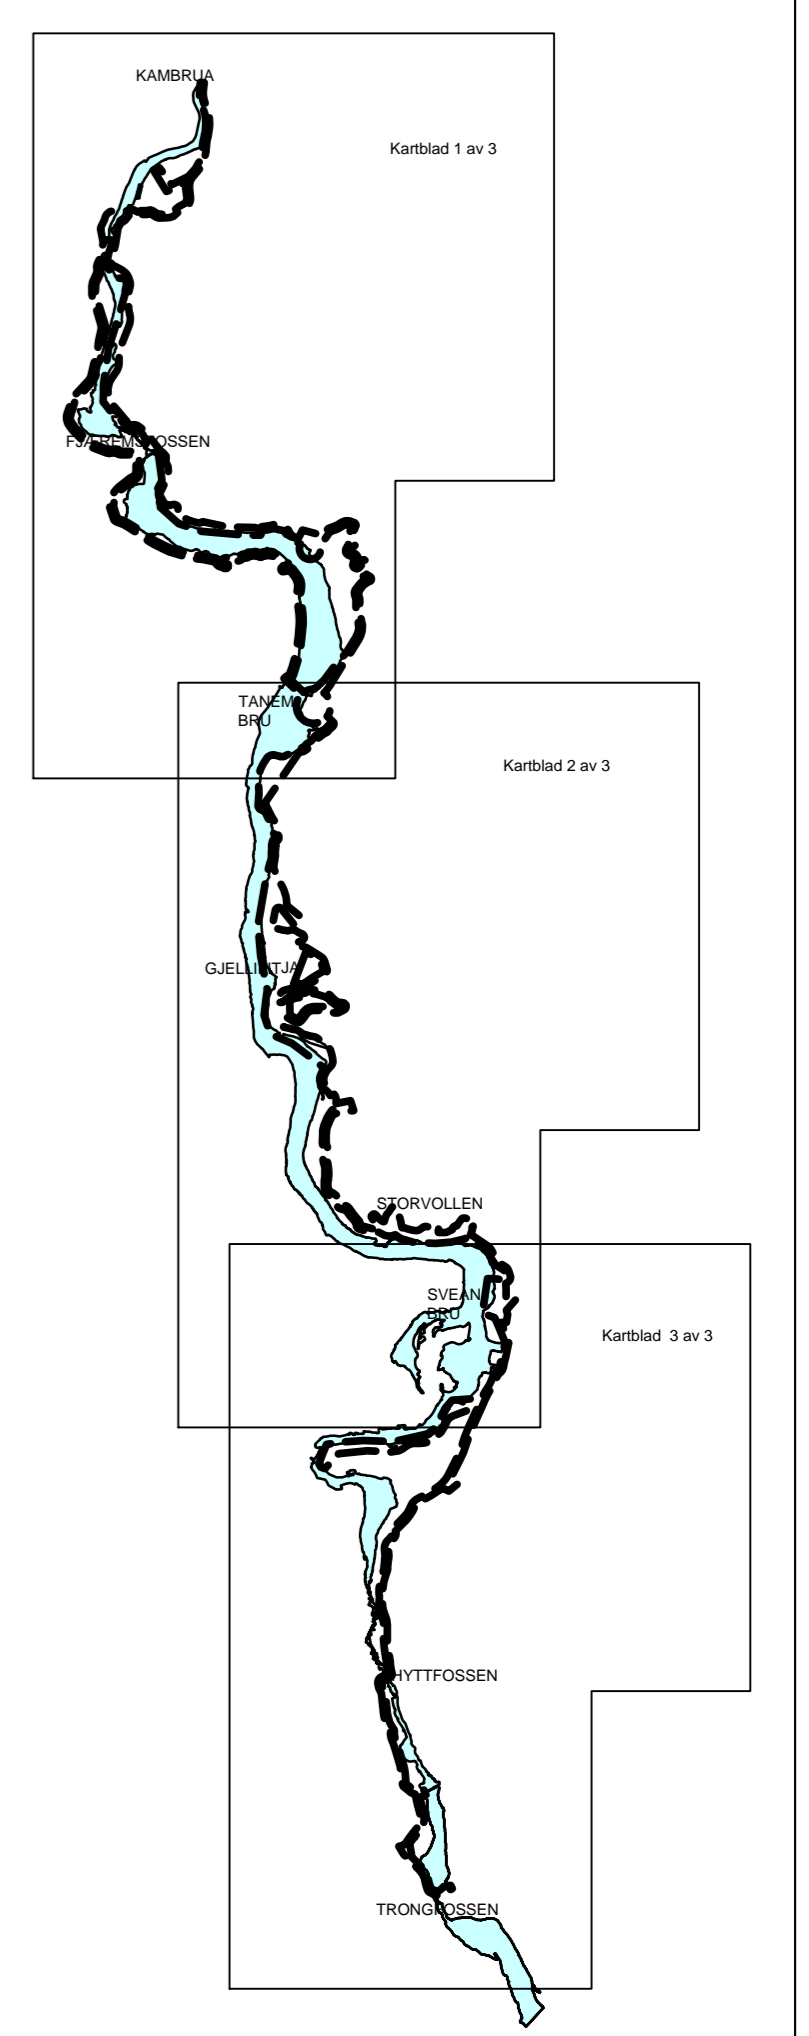 KAMBRUA
Kartblad 1 av 3
FJÆREMSFOSSEN
TANEM
BRU
Kartblad 2 av 3
STORVOLLEN
SVEAN
BRU
Kartblad 3 av 3
HYTTFOSSEN
TRONGFOSSEN